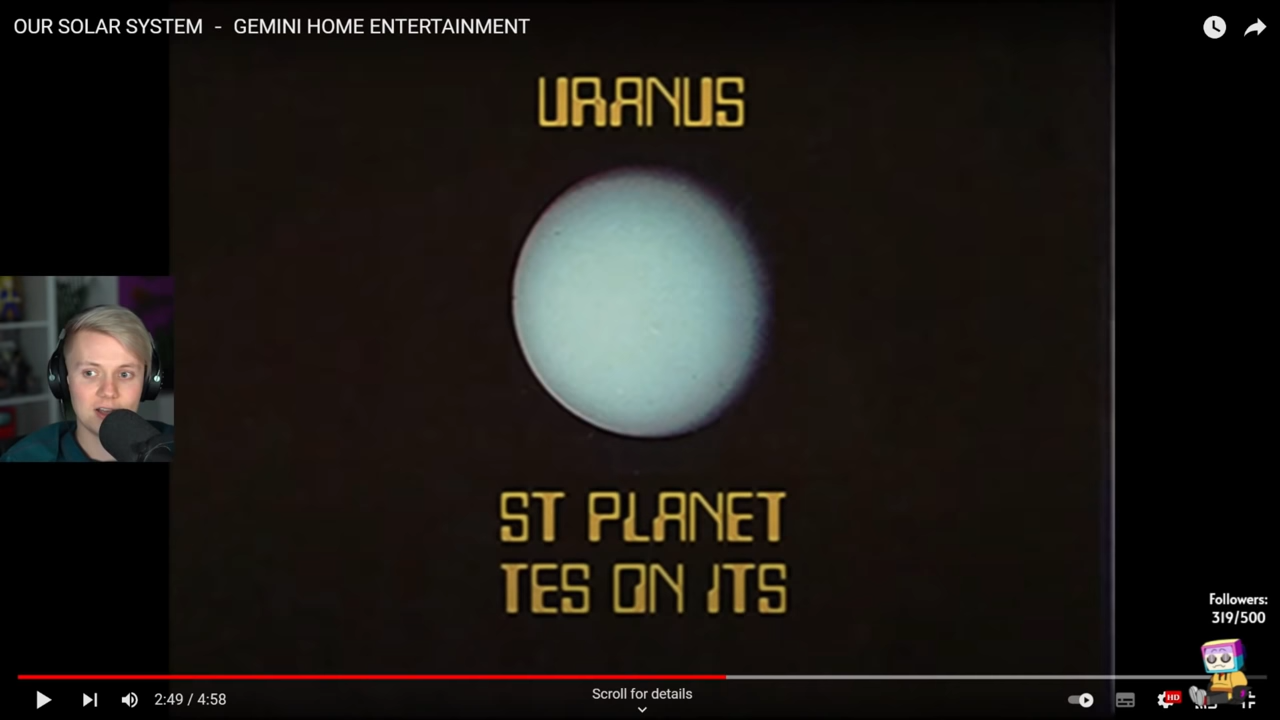 OUR SOLAR SYSTEM - GEMINI HOME ENTERTAINMENT
URANUS
ST PLANET
TES ON ITS
Followers:
319/500
2:49 / 4:58
Scroll for details
HD